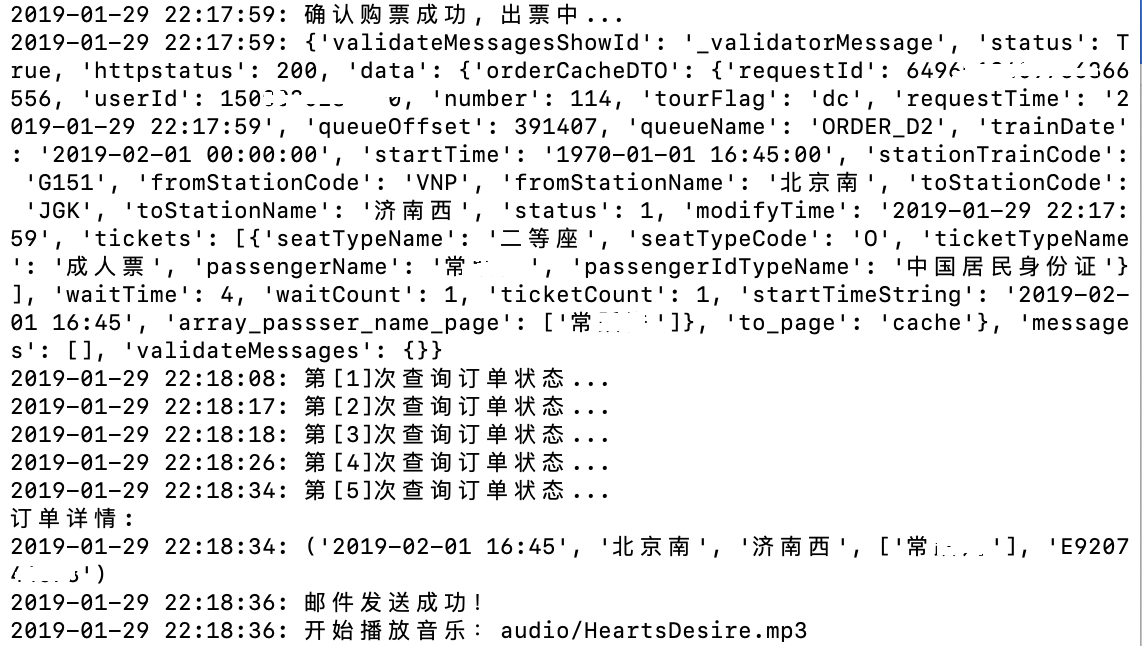 2019-01-29 22:17:59: 确认购票成功, 出票中...
2019-01-29 22:17:59: {'validateMessagesShowId': '_validatorMessage', 'status': T
rue, 'httpstatus': 200, 'data': {'orderCacheDTO': {'requestId': 6496 866
556, 'userId': 150 0, 'number': 114, 'tourFlag': 'dc', 'requestTime': '2
019-01-29 22:17:59', 'queueOffset': 391407, 'queueName': 'ORDER_D2', 'trainDate'
: '2019-02-01 00:00:00', 'startTime': '1970-01-01 16:45:00', 'stationTrainCode':
'G151', 'fromStationCode': 'VNP', 'fromStationName': '北京南', 'toStationCode':
'JGK', 'toStationName': '济南西', 'status': 1, 'modifyTime': '2019-01-29 22:17:
59', 'tickets': [{'seatTypeName': '二等座', 'seatTypeCode': 'O', 'ticketTypeName
': '成人票', 'passengerName': '常 ', 'passengerIdTypeName': '中国居民身份证'}
], 'waitTime': 4, 'waitCount': 1, 'ticketCount': 1, 'startTimeString': '2019-02-
01 16:45', 'array_passser_name_page': ['常 ']}, 'to_page': 'cache'}, 'message
s': [], 'validateMessages': {}}
2019-01-29 22:18:08: 第[1]次查询订单状态...
2019-01-29 22:18:17: 第[2]次查询订单状态...
2019-01-29 22:18:18: 第[3]次查询订单状态...
2019-01-29 22:18:26: 第[4]次查询订单状态...
2019-01-29 22:18:34: 第[5]次查询订单状态...
订单详情:
2019-01-29 22:18:34: ('2019-02-01 16:45', '北京南', '济南西', ['常 '], 'E9207
4 ')
2019-01-29 22:18:36: 邮件发送成功!
2019-01-29 22:18:36: 开始播放音乐: audio/HeartsDesire.mp3